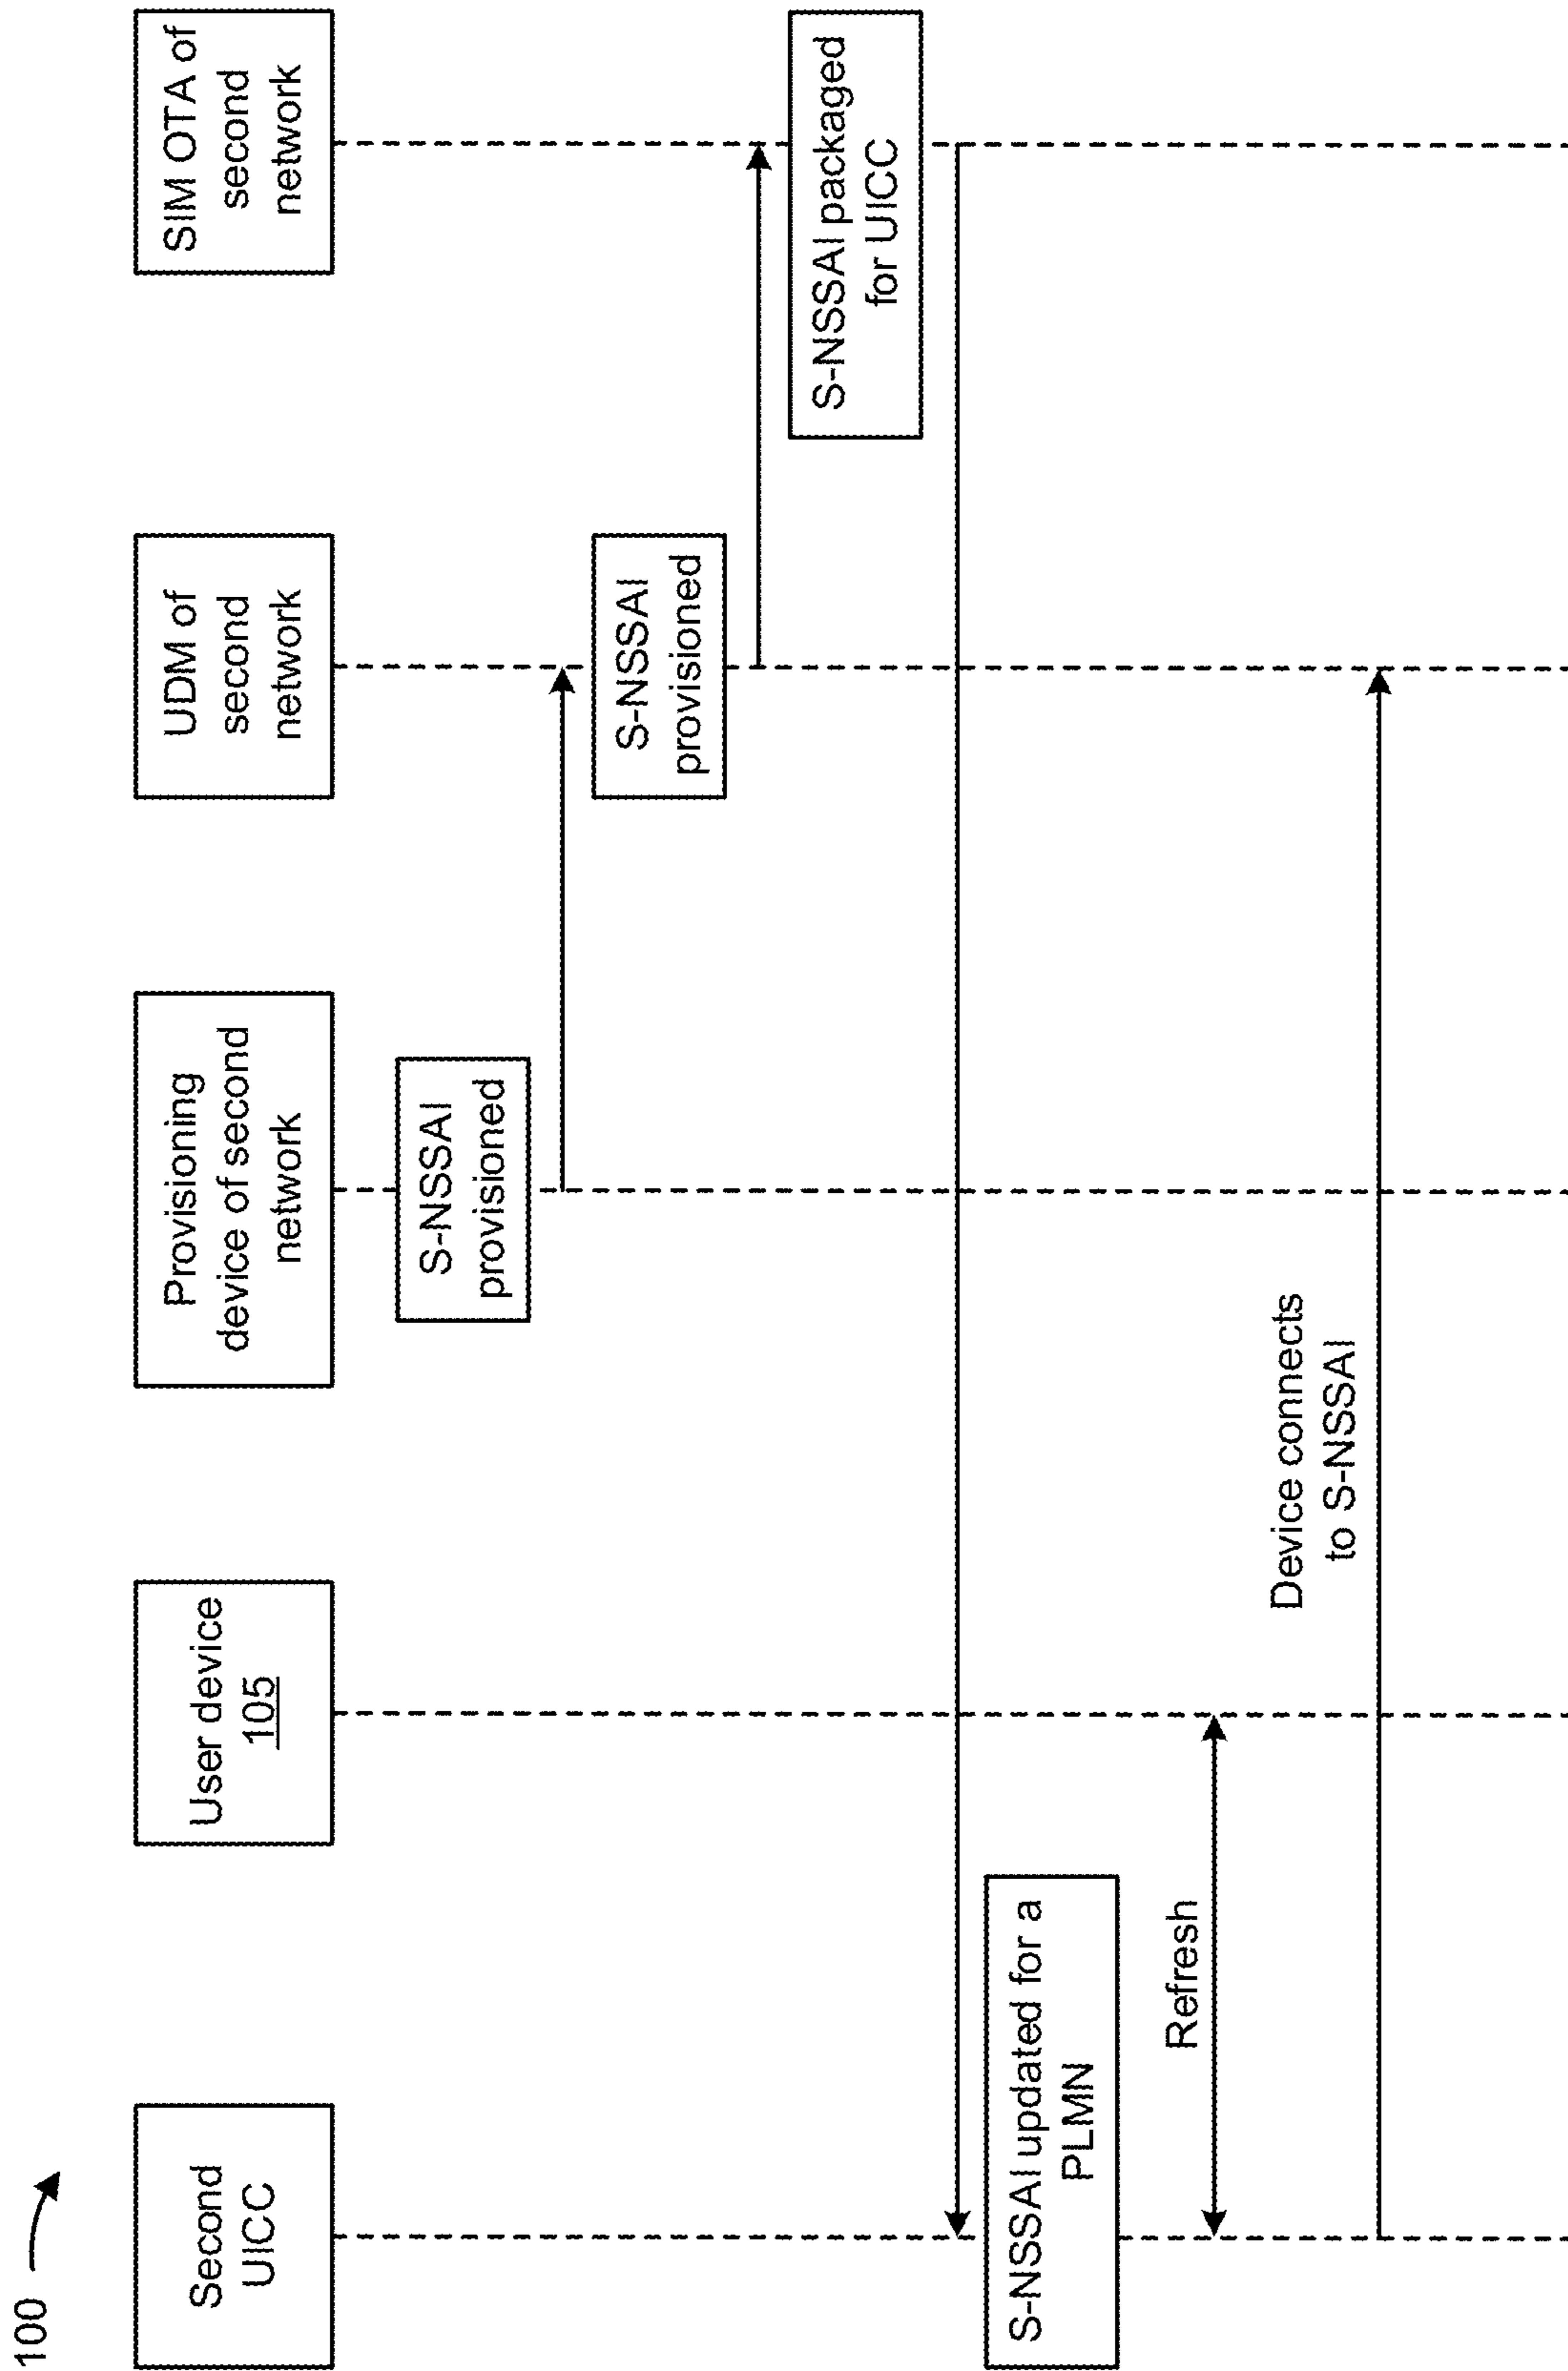 100
Second
UICC
User device
105
Provisioning
device of second
network
UDM of
second
network
SIM OTA of
second
network
S-NSSAI
provisioned
S-NSSAI
provisioned
S-NSSAI packaged
for UICC
S-NSSAI updated for a
PLMN
Refresh
Device connects
to S-NSSAI